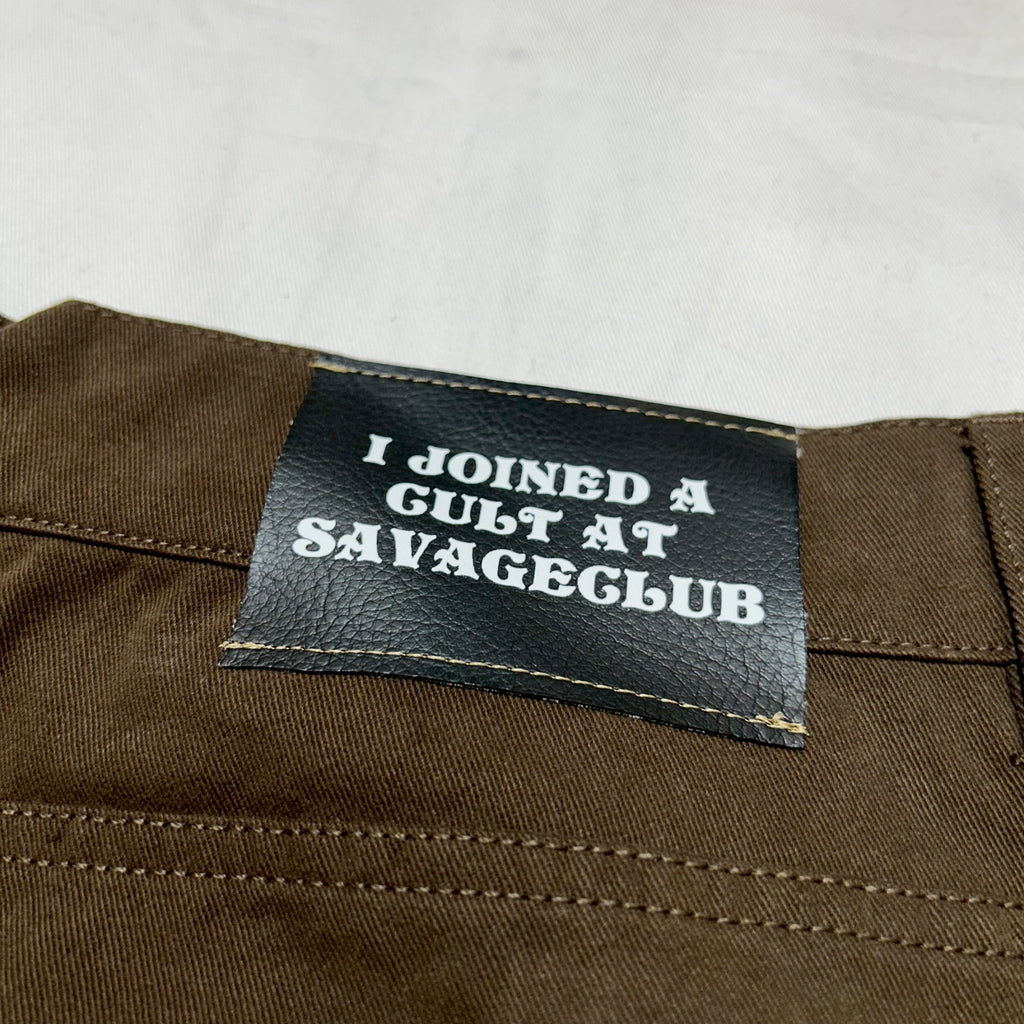 I JOINED A
CULT AT
SAVAGECLUB